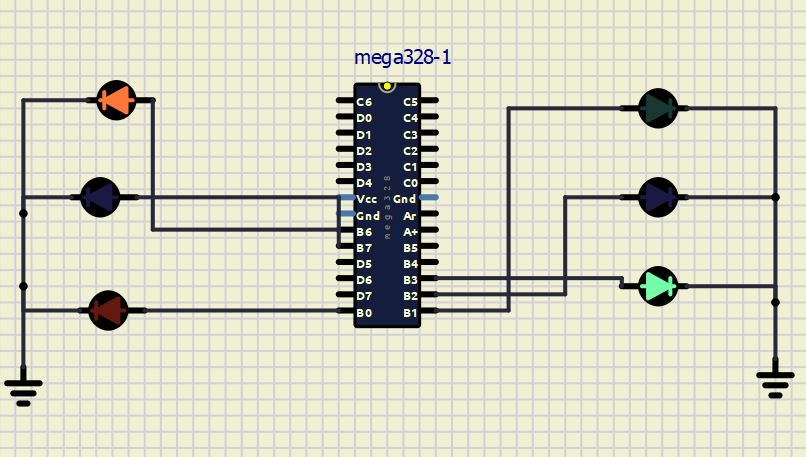 mega328-1
C6 C5
D0 C4
D1 C3
D2 C2
D3 C1
D4 C0
Vcc Gnd
Gnd Ar
B6 A+
B7 B5
D5 B4
D6 B3
D7 B2
B0 B1
mega328